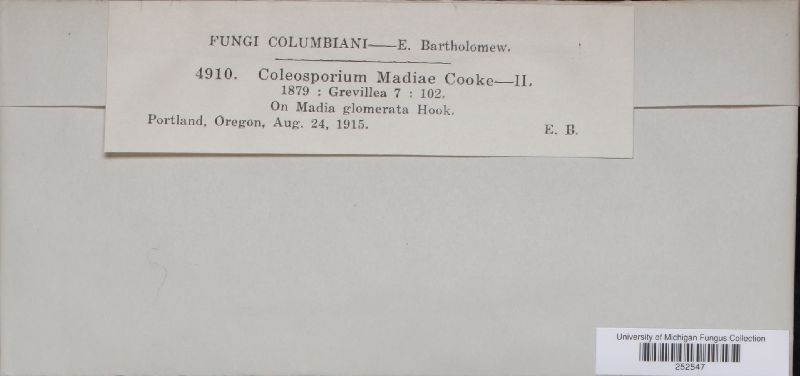 FUNGI COLUMBIANI—E. Bartholomew.
4910. Coleosporium Madiae Cooke—II.
1879 : Grevillea 7 : 102.
On Madia glomerata Hook.
Portland, Oregon, Aug. 24, 1915.
E. B.
University of Michigan Fungus Collection
252547